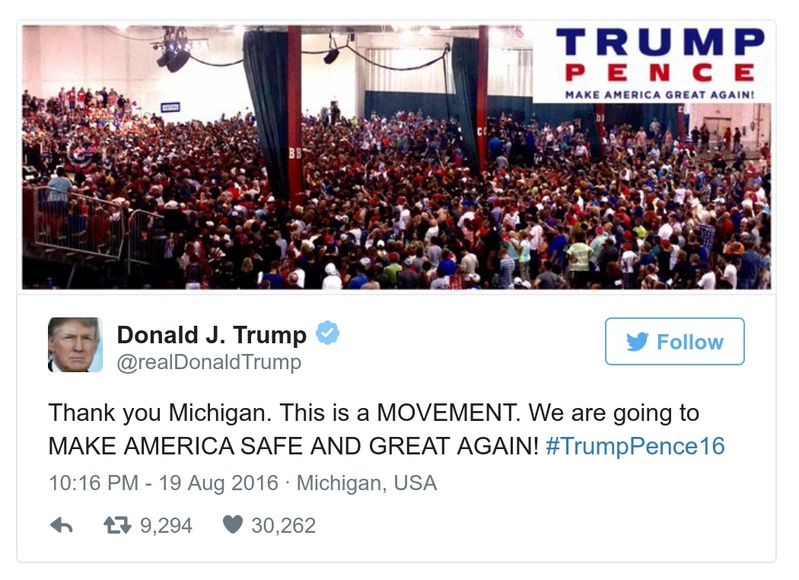 TRUMP
PENCE
MAKE AMERICA GREAT AGAIN!
BB
Donald J. Trump
@realDonaldTrump
Follow
Thank you Michigan. This is a MOVEMENT. We are going to
MAKE AMERICA SAFE AND GREAT AGAIN! #TrumpPence16
10:16 PM - 19 Aug 2016 · Michigan, USA
9,294 30,262